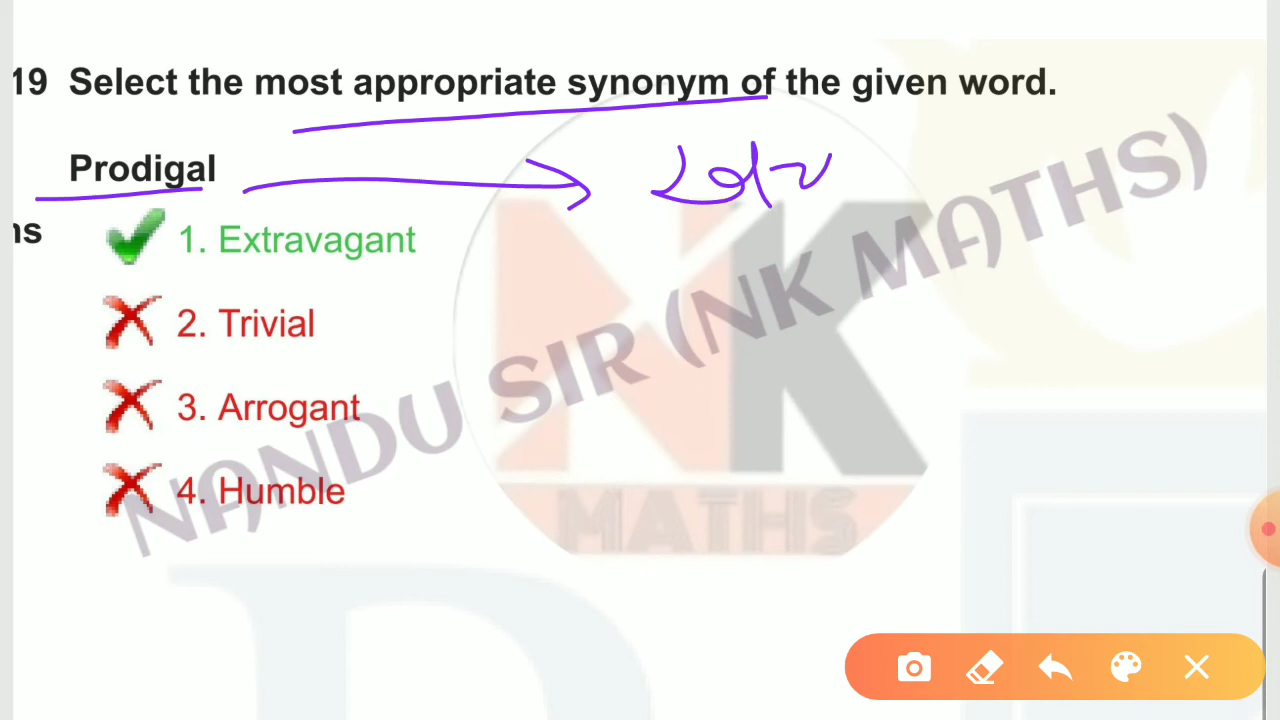 19 Select the most appropriate synonym of the given word.
Prodigal
ns
1. Extravagant
2. Trivial
3. Arrogant
4. Humble
NANDU SIR (NK MATHS)
NK
MATHS